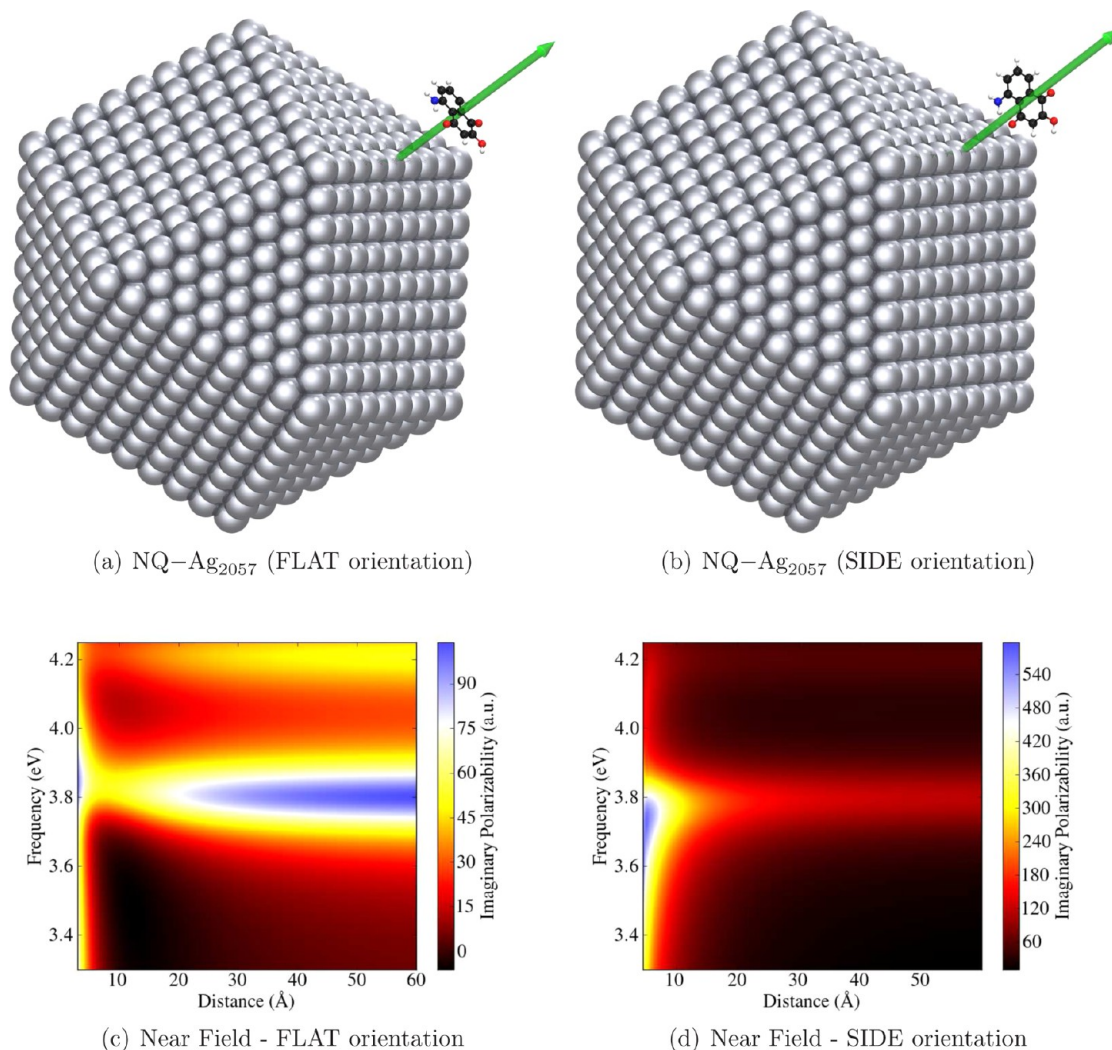 (a) NQ−Ag₂₀₅₇ (FLAT orientation)
(b) NQ−Ag₂₀₅₇ (SIDE orientation)
4.2
4.0
3.8
3.6
3.4
Frequency (eV)
10 20 30 40 50 60
Distance (Å)
90
75
60
45
30
15
0
Imaginary Polarizability (a.u.)
(c) Near Field - FLAT orientation
4.2
4.0
3.8
3.6
3.4
Frequency (eV)
10 20 30 40 50
Distance (Å)
540
480
420
360
300
240
180
120
60
Imaginary Polarizability (a.u.)
(d) Near Field - SIDE orientation